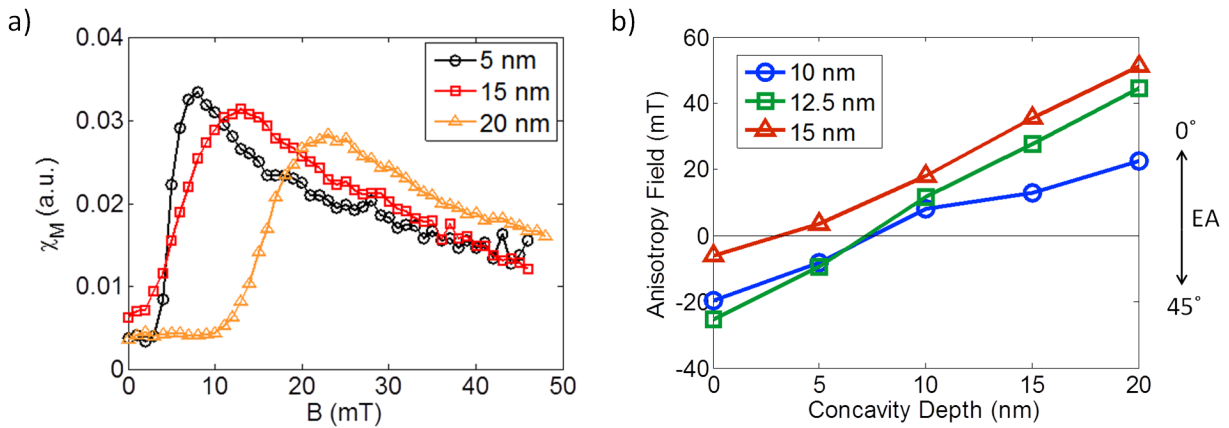 a)
0.04
0.03
0.02
0.01
0
χM (a.u.)
5 nm
15 nm
20 nm
0 10 20 30 40 50
B (mT)
b)
60
40
20
0
-20
-40
Anisotropy Field (mT)
10 nm
12.5 nm
15 nm
0 5 10 15 20
Concavity Depth (nm)
0°
EA
45°